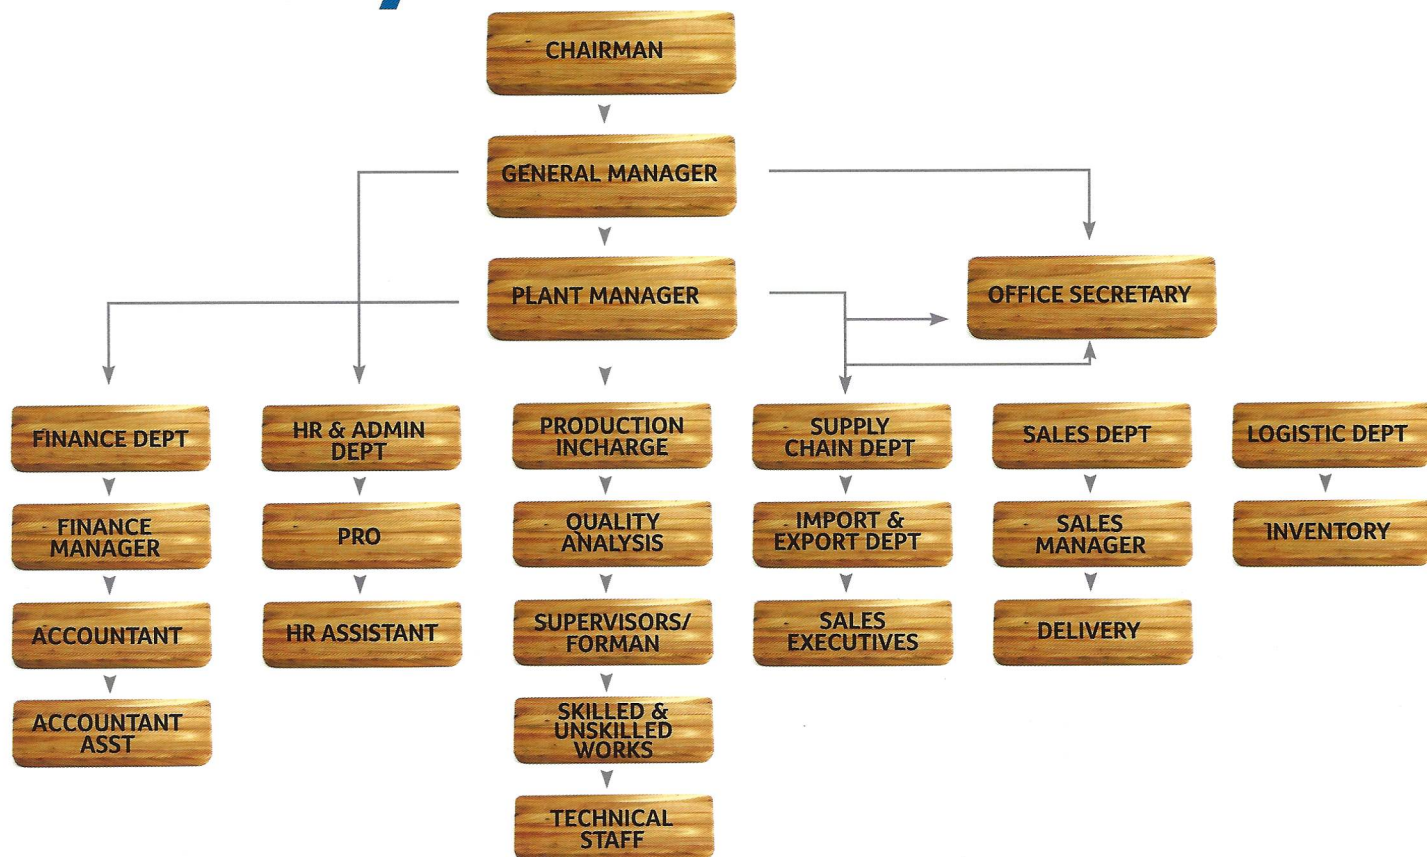 CHAIRMAN
GENERAL MANAGER
PLANT MANAGER
OFFICE SECRETARY
FINANCE DEPT
HR & ADMIN
DEPT
PRODUCTION
INCHARGE
SUPPLY
CHAIN DEPT
SALES DEPT
LOGISTIC DEPT
FINANCE
MANAGER
PRO
QUALITY
ANALYSIS
IMPORT &
EXPORT DEPT
SALES
MANAGER
INVENTORY
ACCOUNTANT
HR ASSISTANT
SUPERVISORS/
FORMAN
SALES
EXECUTIVES
DELIVERY
ACCOUNTANT
ASST
SKILLED &
UNSKILLED
WORKS
TECHNICAL
STAFF